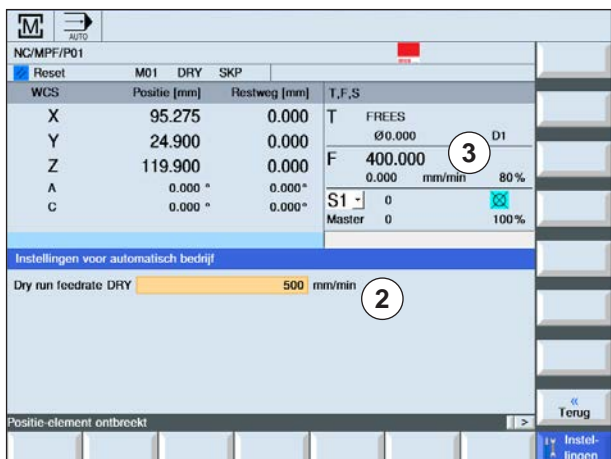 M
AUTO
NC/MPF/P01
Reset M01 DRY SKP
WCS Positie [mm] Restweg [mm] T,F,S
X 95.275 0.000 T FREES
Ø0.000 D1
Y 24.900 0.000
Z 119.900 0.000 F 400.000 3
0.000 mm/min 80%
A 0.000 ° 0.000°
C 0.000 ° 0.000° S1 0
Master 0 100%
Instellingen voor automatisch bedrijf
Dry run feedrate DRY 500 mm/min 2
« Terug
Positie-element ontbreekt >
Instel-
lingen